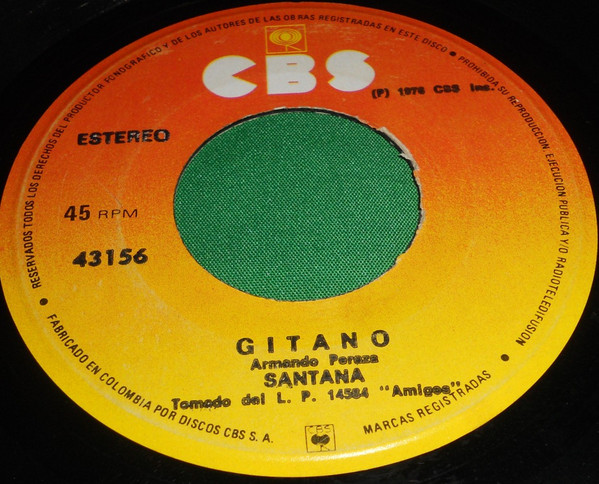 RESERVADOS TODOS LOS DERECHOS DEL PRODUCTOR FONOGRAFICO Y DE LOS AUTORES DE LAS OBRAS REGISTRADAS EN ESTE DISCO • PROHIBIDA SU REPRODUCCION, EJECUCION PUBLICA Y/O RADIOTELEDIFUSION •
CBS
(P) 1976 CBS Inc.
ESTEREO
45 RPM
43156
GITANO
Armando Peraza
SANTANA
Tomado del L. P. 14584 "Amigos"
• FABRICADO EN COLOMBIA POR DISCOS CBS S. A.
CBS
MARCAS REGISTRADAS •